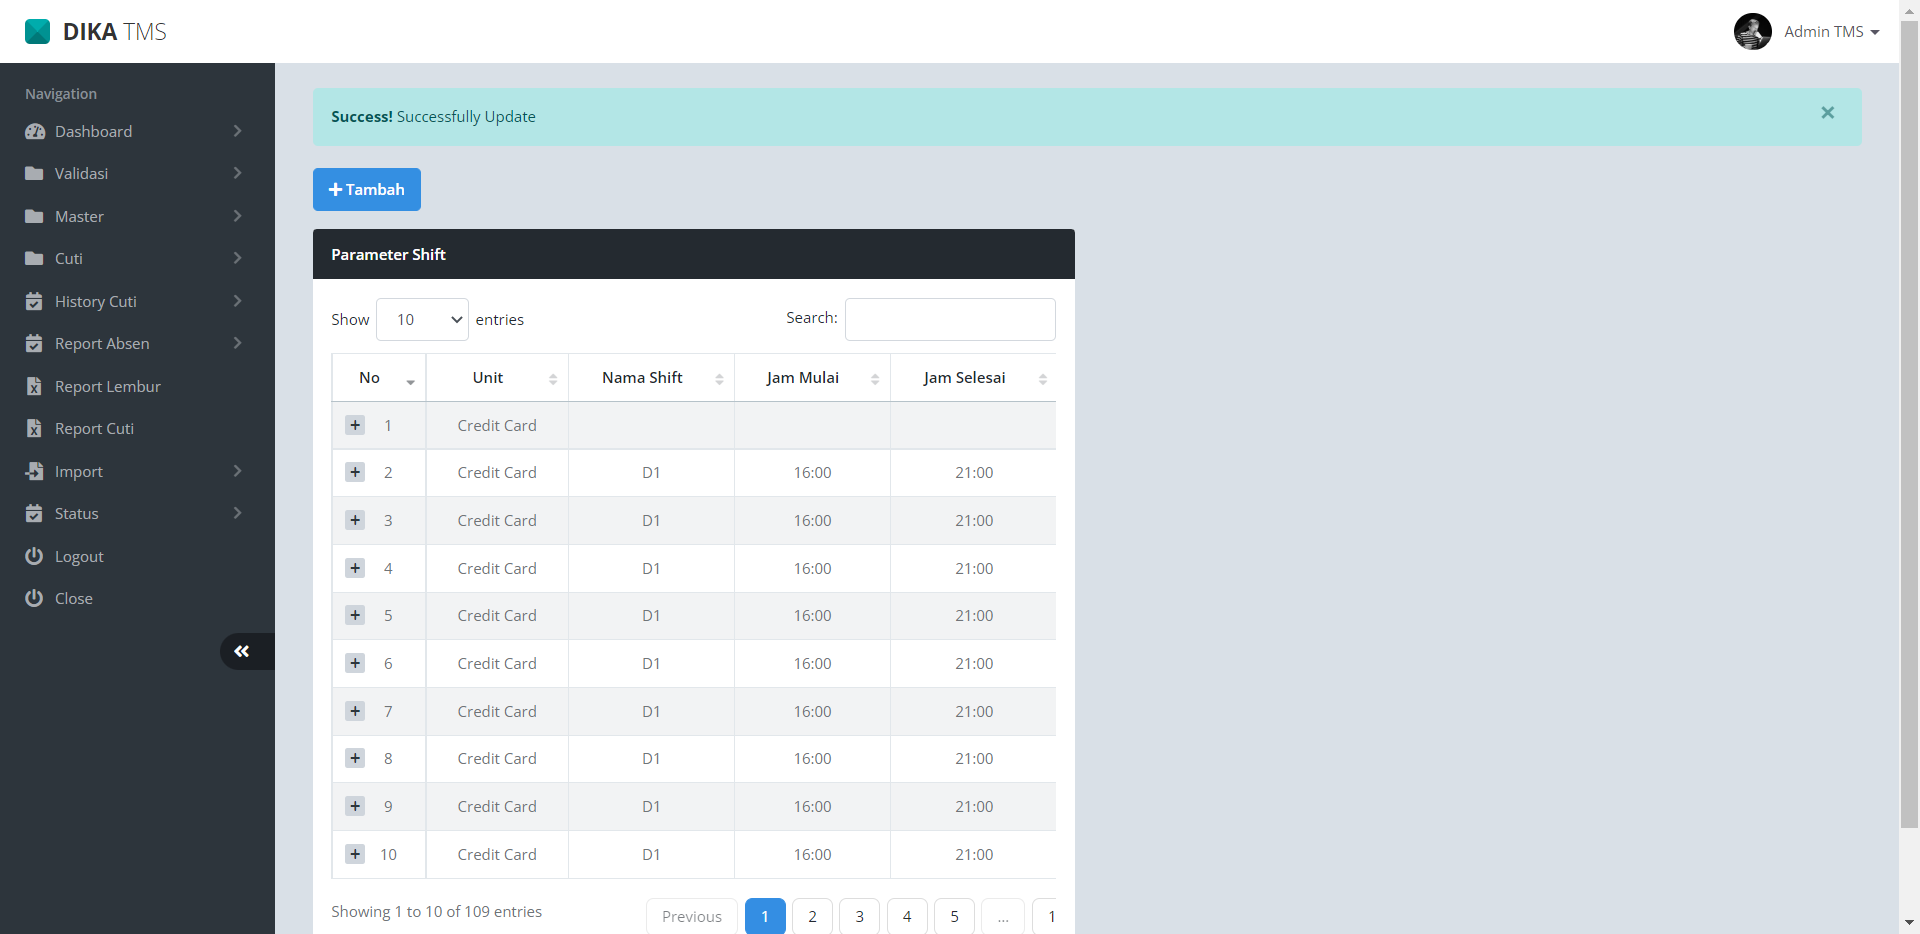 DIKA TMS
Admin TMS
Navigation
Dashboard
Validasi
Master
Cuti
History Cuti
Report Absen
Report Lembur
Report Cuti
Import
Status
Logout
Close
Success! Successfully Update
×
+ Tambah
Parameter Shift
Show 10 entries Search:
No Unit Nama Shift Jam Mulai Jam Selesai
+ 1 Credit Card
+ 2 Credit Card D1 16:00 21:00
+ 3 Credit Card D1 16:00 21:00
+ 4 Credit Card D1 16:00 21:00
+ 5 Credit Card D1 16:00 21:00
+ 6 Credit Card D1 16:00 21:00
+ 7 Credit Card D1 16:00 21:00
+ 8 Credit Card D1 16:00 21:00
+ 9 Credit Card D1 16:00 21:00
+ 10 Credit Card D1 16:00 21:00
Showing 1 to 10 of 109 entries Previous 1 2 3 4 5 ... 1